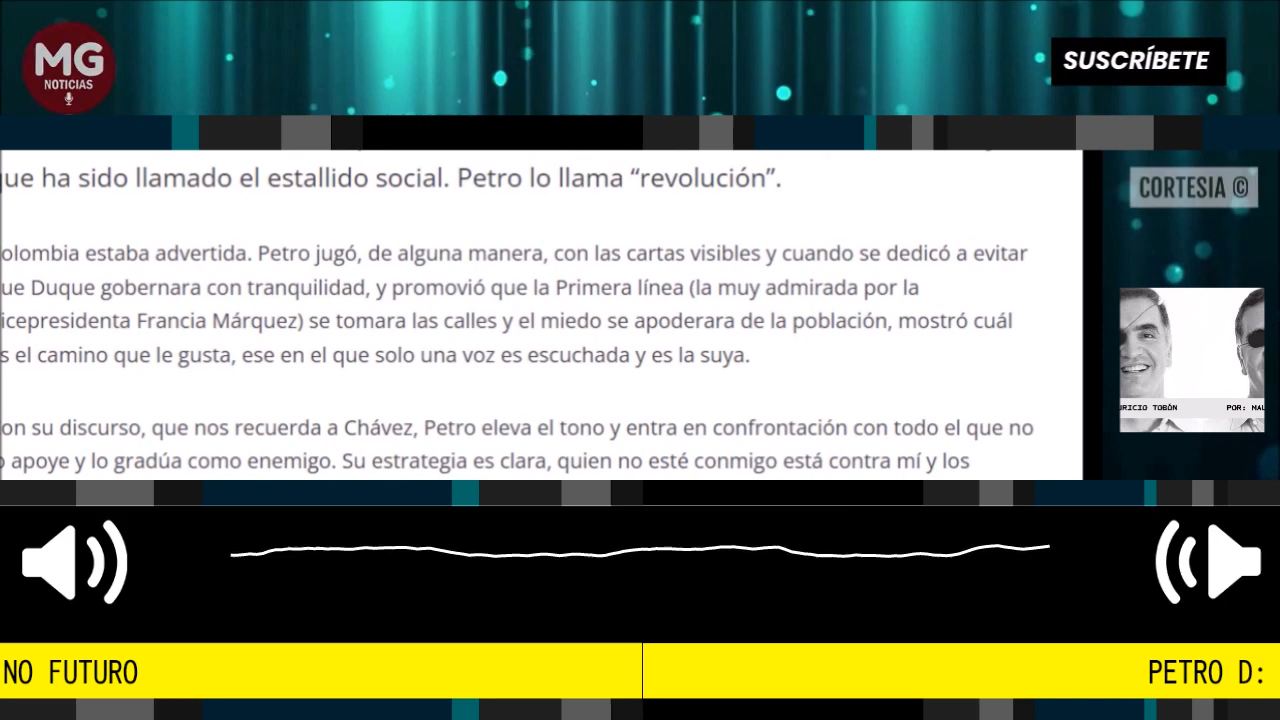 MG
NOTICIAS
SUSCRÍBETE
ue ha sido llamado el estallido social. Petro lo llama “revolución”.
CORTESIA ©
olombia estaba advertida. Petro jugó, de alguna manera, con las cartas visibles y cuando se dedicó a evitar
ue Duque gobernara con tranquilidad, y promovió que la Primera línea (la muy admirada por la
icepresidenta Francia Márquez) se tomara las calles y el miedo se apoderara de la población, mostró cuál
s el camino que le gusta, ese en el que solo una voz es escuchada y es la suya.
URICIO TOBÓN
POR: MAU
on su discurso, que nos recuerda a Chávez, Petro eleva el tono y entra en confrontación con todo el que no
o apoye y lo gradúa como enemigo. Su estrategia es clara, quien no esté conmigo está contra mí y los
NO FUTURO
PETRO D: